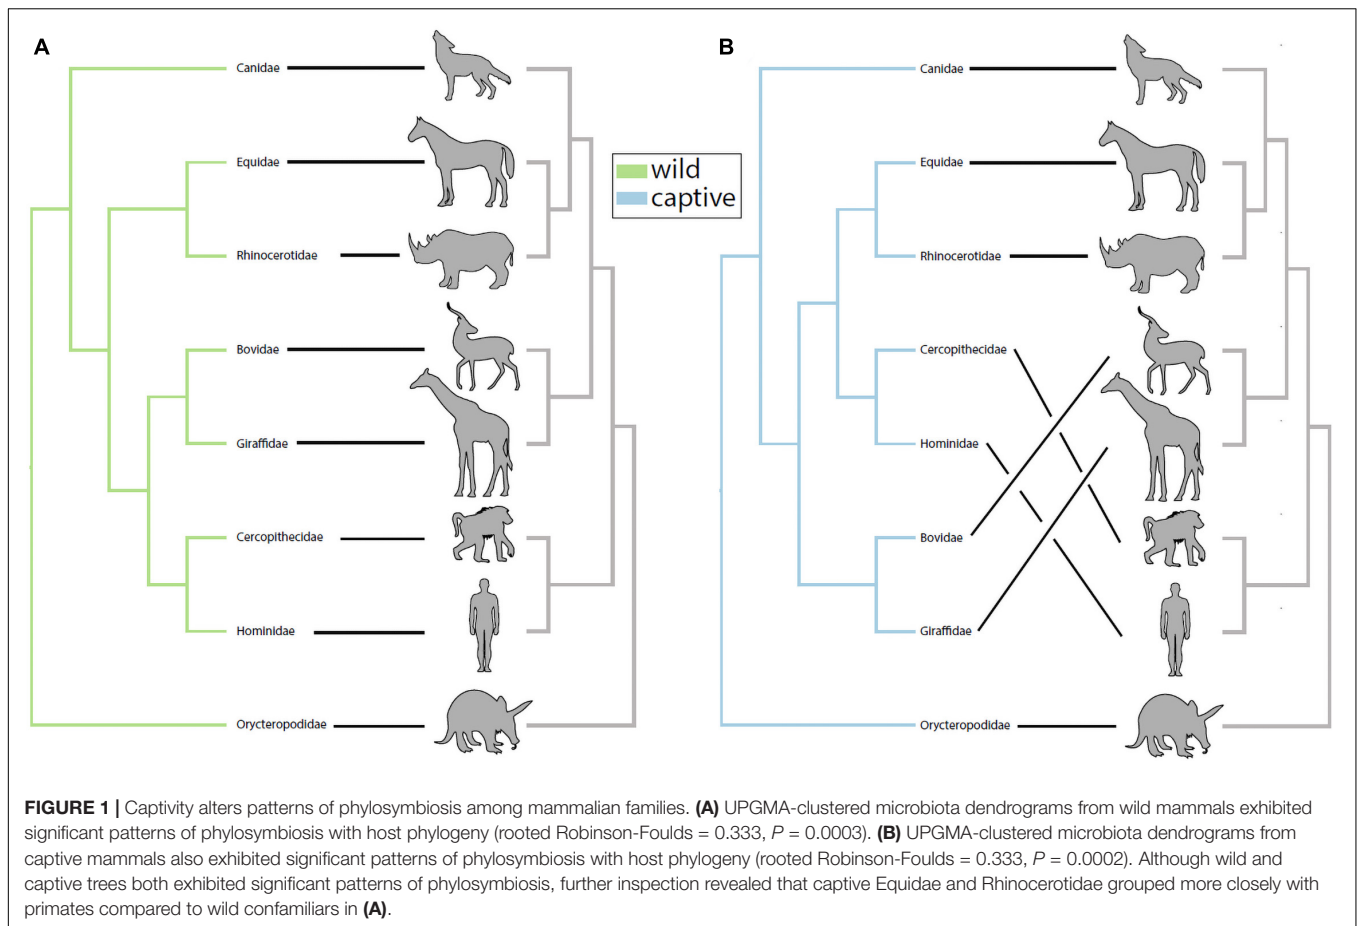 A
Canidae
Equidae
Rhinocerotidae
Bovidae
Giraffidae
Cercopithecidae
Hominidae
Orycteropodidae
wild
captive
B
Canidae
Equidae
Rhinocerotidae
Cercopithecidae
Hominidae
Bovidae
Giraffidae
Orycteropodidae
FIGURE 1 | Captivity alters patterns of phylosymbiosis among mammalian families. (A) UPGMA-clustered microbiota dendrograms from wild mammals exhibited
significant patterns of phylosymbiosis with host phylogeny (rooted Robinson-Foulds = 0.333, P = 0.0003). (B) UPGMA-clustered microbiota dendrograms from
captive mammals also exhibited significant patterns of phylosymbiosis with host phylogeny (rooted Robinson-Foulds = 0.333, P = 0.0002). Although wild and
captive trees both exhibited significant patterns of phylosymbiosis, further inspection revealed that captive Equidae and Rhinocerotidae grouped more closely with
primates compared to wild confamiliars in (A).